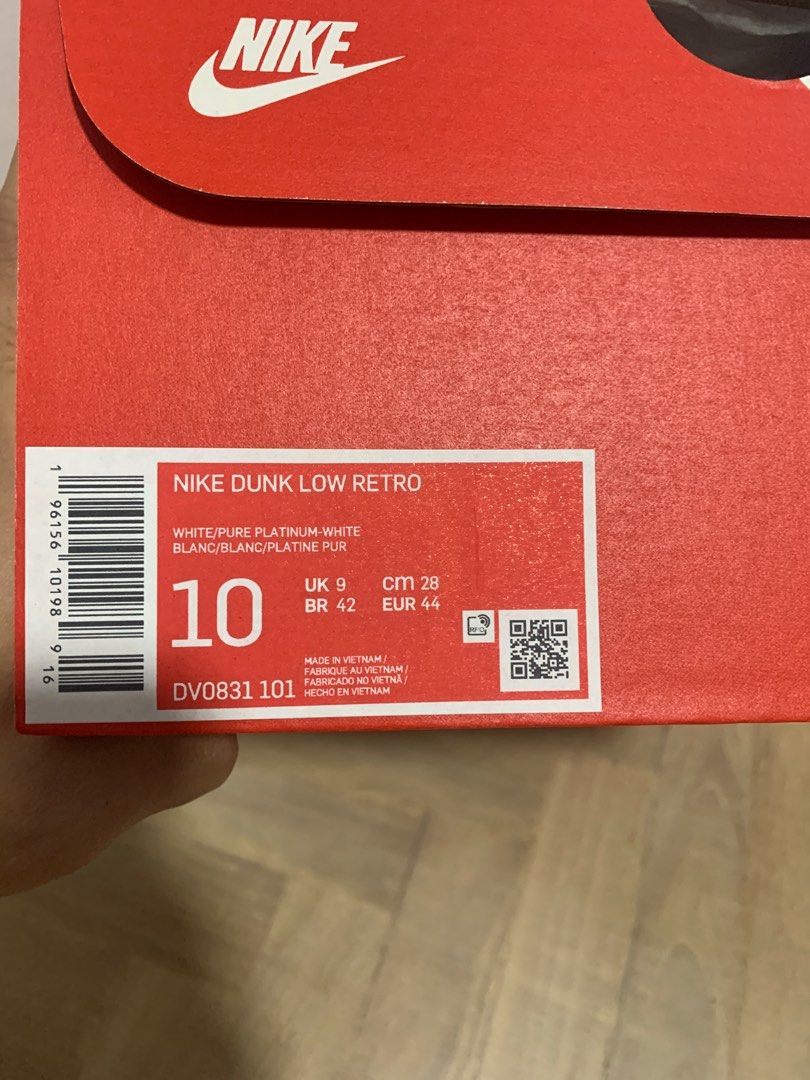 NIKE
NIKE DUNK LOW RETRO
WHITE/PURE PLATINUM-WHITE
BLANC/BLANC/PLATINE PUR
10
UK 9 cm 28
BR 42 EUR 44
RFID
DV0831 101
MADE IN VIETNAM /
FABRIQUE AU VIETNAM /
FABRICADO NO VIETNÃ /
HECHO EN VIETNAM
1 96156 10198 9 16